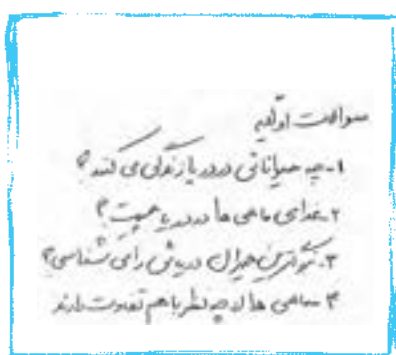 سوالات اولیه
۱- چه حیواناتی در دریا زندگی می کنند؟
۲. غذای ماهی ها در دریا چیست؟
۳. بزرگترین حیوان دریایی را می شناسی؟
۴ ماهی ها از چه نظر با هم تفاوت دارند